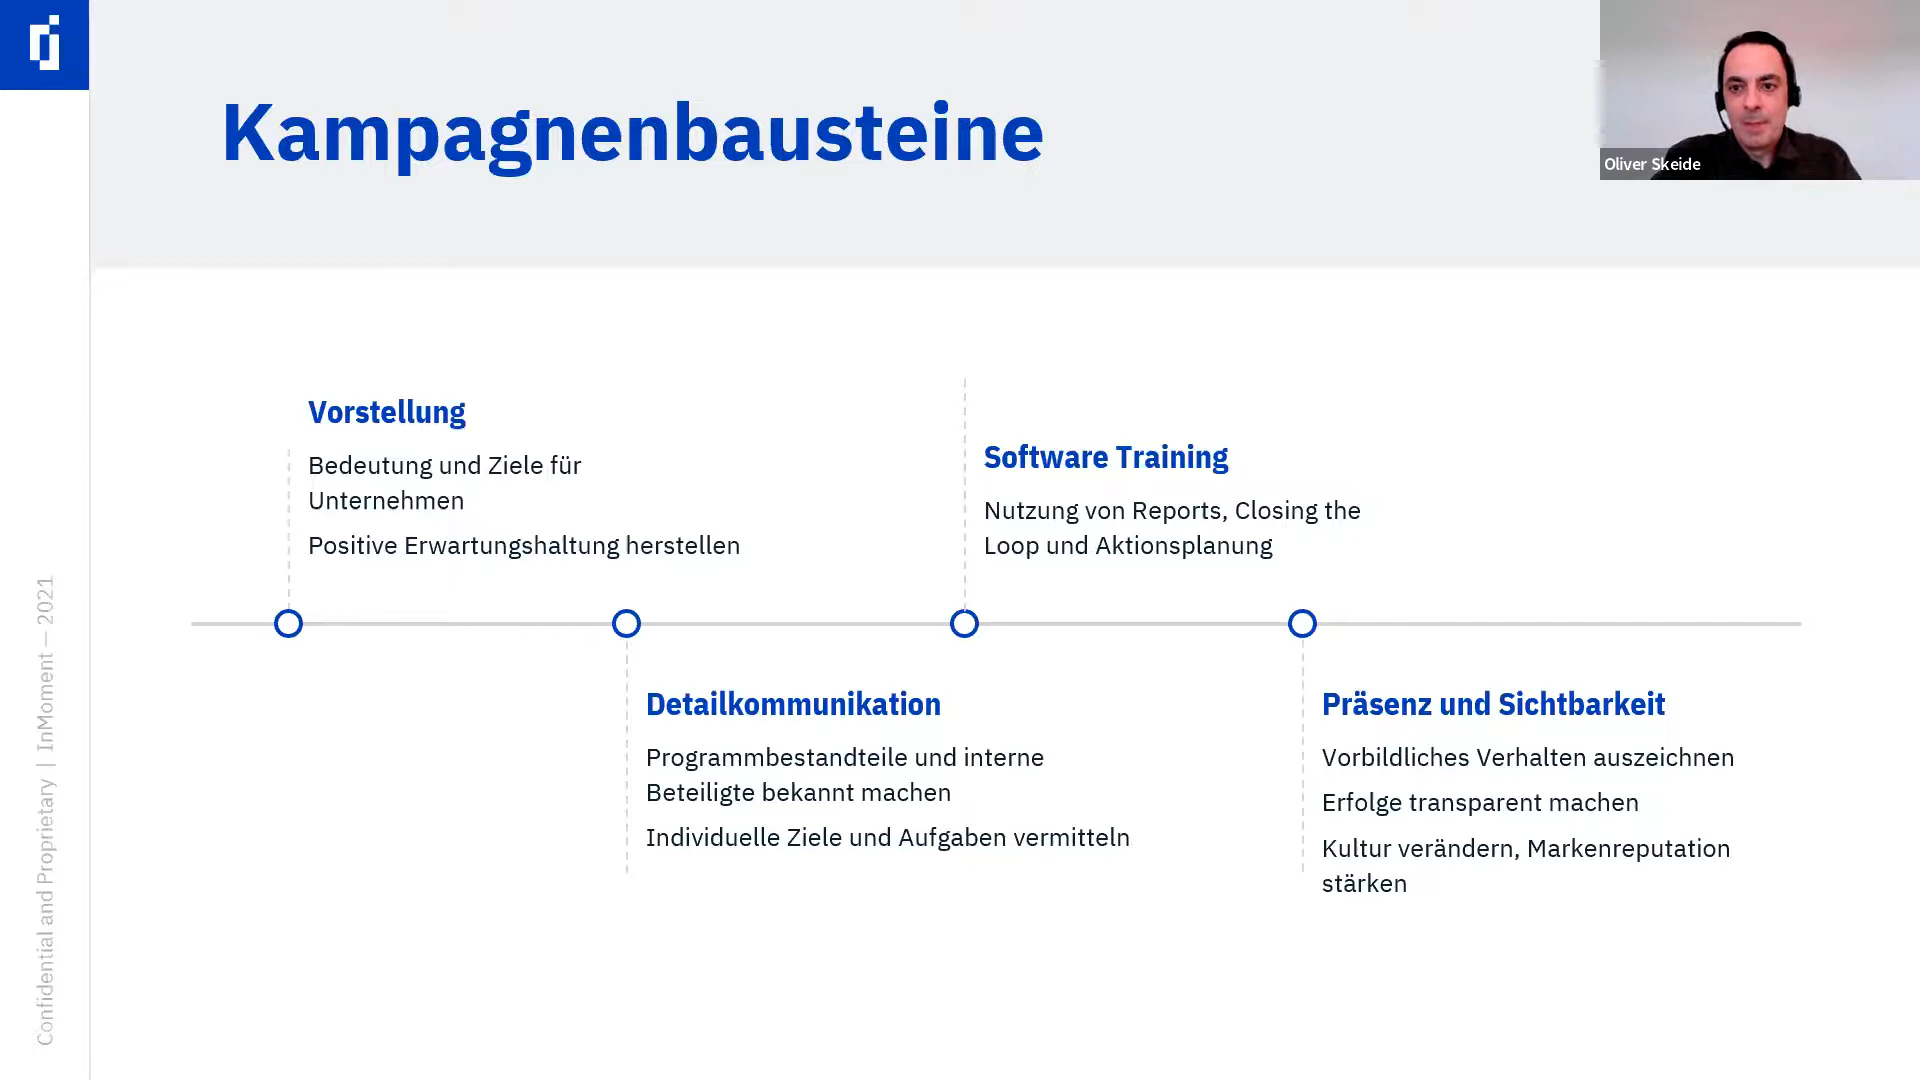 Kampagnenbausteine
Oliver Skeide
Vorstellung
Bedeutung und Ziele für
Unternehmen
Positive Erwartungshaltung herstellen
Software Training
Nutzung von Reports, Closing the
Loop und Aktionsplanung
Detailkommunikation
Programmbestandteile und interne
Beteiligte bekannt machen
Individuelle Ziele und Aufgaben vermitteln
Präsenz und Sichtbarkeit
Vorbildliches Verhalten auszeichnen
Erfolge transparent machen
Kultur verändern, Markenreputation
stärken
Confidential and Proprietary | InMoment — 2021